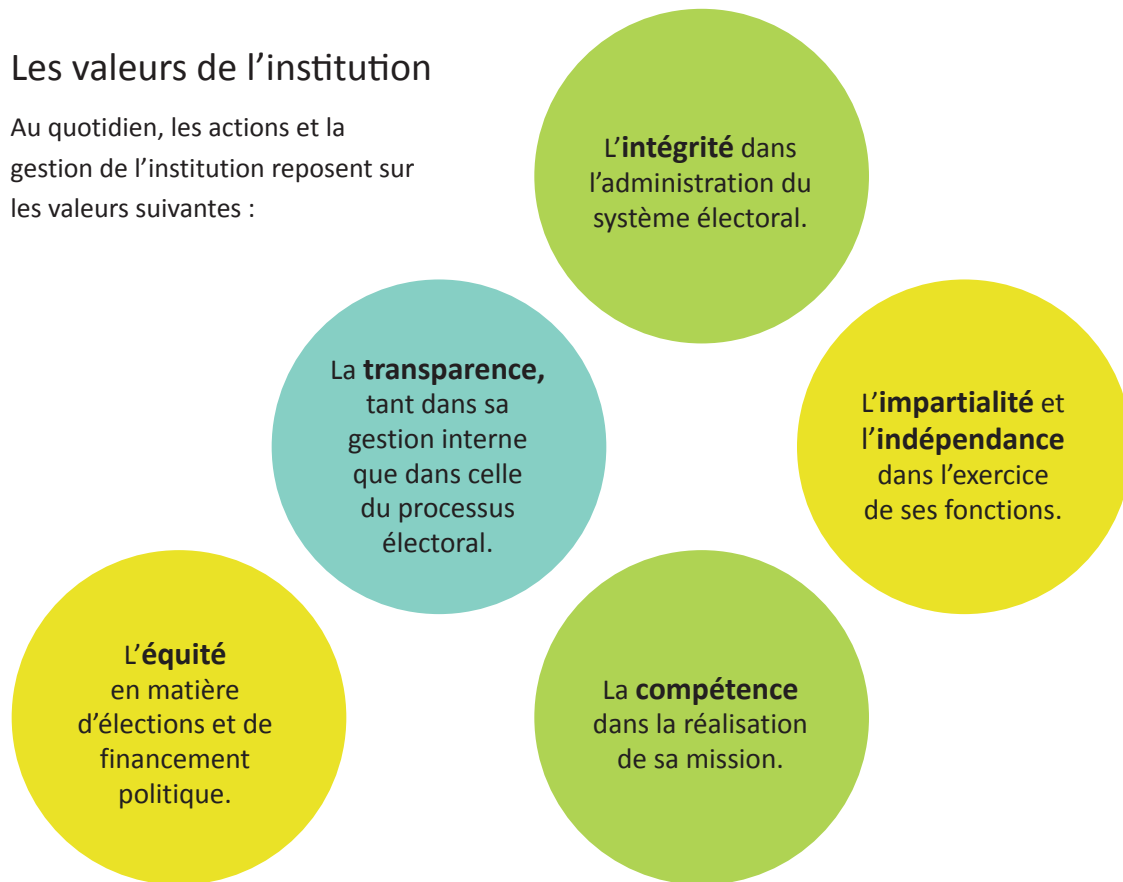 Les valeurs de l’institution
Au quotidien, les actions et la
gestion de l’institution reposent sur
les valeurs suivantes :
L’intégrité dans
l’administration du
système électoral.
La transparence,
tant dans sa
gestion interne
que dans celle
du processus
électoral.
L’impartialité et
l’indépendance
dans l’exercice
de ses fonctions.
L’équité
en matière
d’élections et de
financement
politique.
La compétence
dans la réalisation
de sa mission.